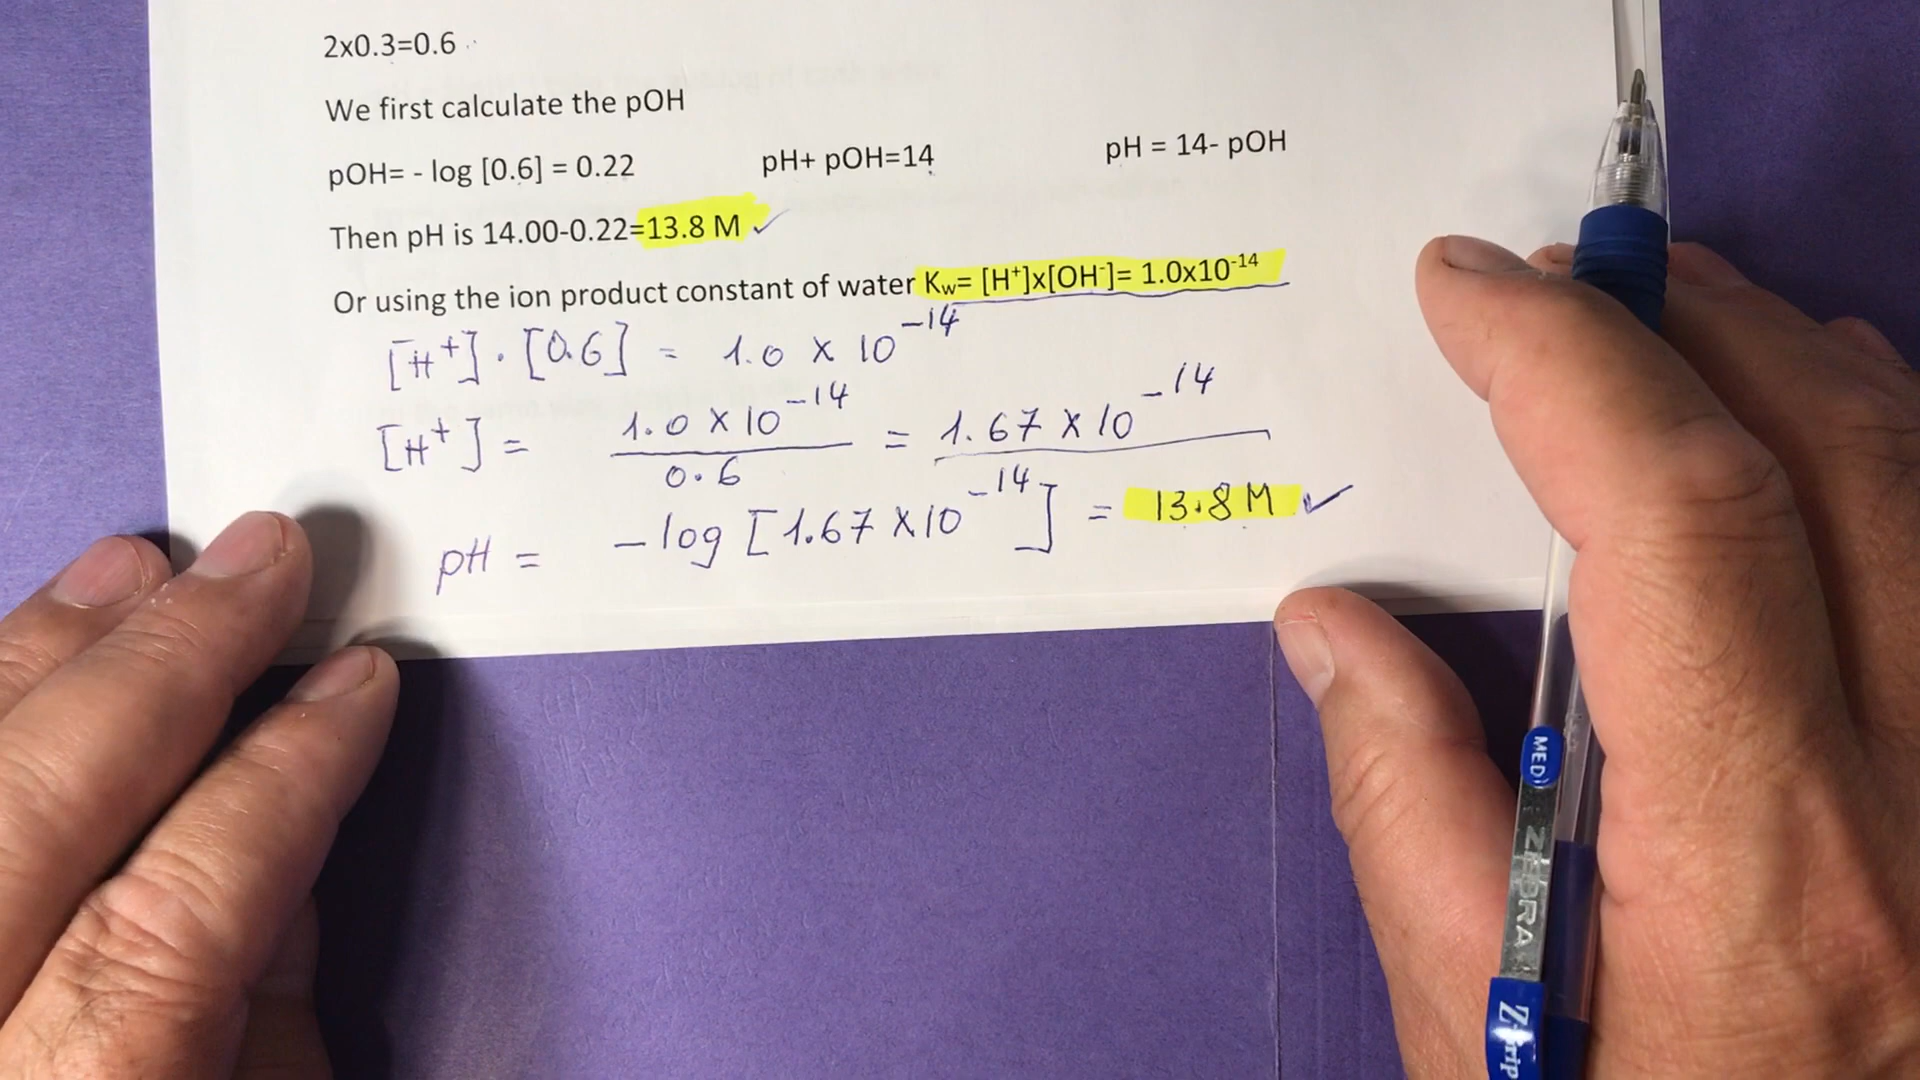 2x0.3=0.6
We first calculate the pOH
pOH= - log [0.6] = 0.22 pH+ pOH=14 pH = 14- pOH
Then pH is 14.00-0.22=13.8 M ✓
Or using the ion product constant of water Kw= [H⁺]x[OH⁻]= 1.0x10⁻¹⁴
[H⁺] · [0.6] = 1.0 x 10⁻¹⁴
[H⁺] = 1.0 x 10⁻¹⁴ / 0.6 = 1.67 x 10⁻¹⁴
pH = -log [1.67 x 10⁻¹⁴] = 13.8 M ✓
MED
ZEBRA